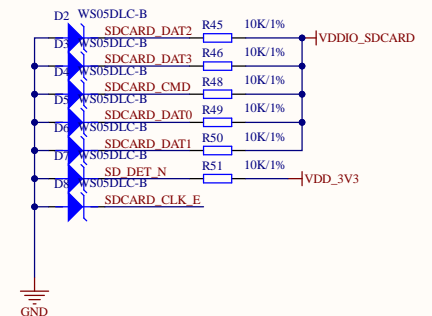 D2 WS05DLC-B
SDCARD_DAT2 R45 10K/1% VDDIO_SDCARD
D3 WS05DLC-B
SDCARD_DAT3 R46 10K/1%
D4 WS05DLC-B
SDCARD_CMD R48 10K/1%
D5 WS05DLC-B
SDCARD_DAT0 R49 10K/1%
D6 WS05DLC-B
SDCARD_DAT1 R50 10K/1%
D7 WS05DLC-B
SD_DET_N R51 10K/1% VDD_3V3
D8 WS05DLC-B
SDCARD_CLK_E
GND